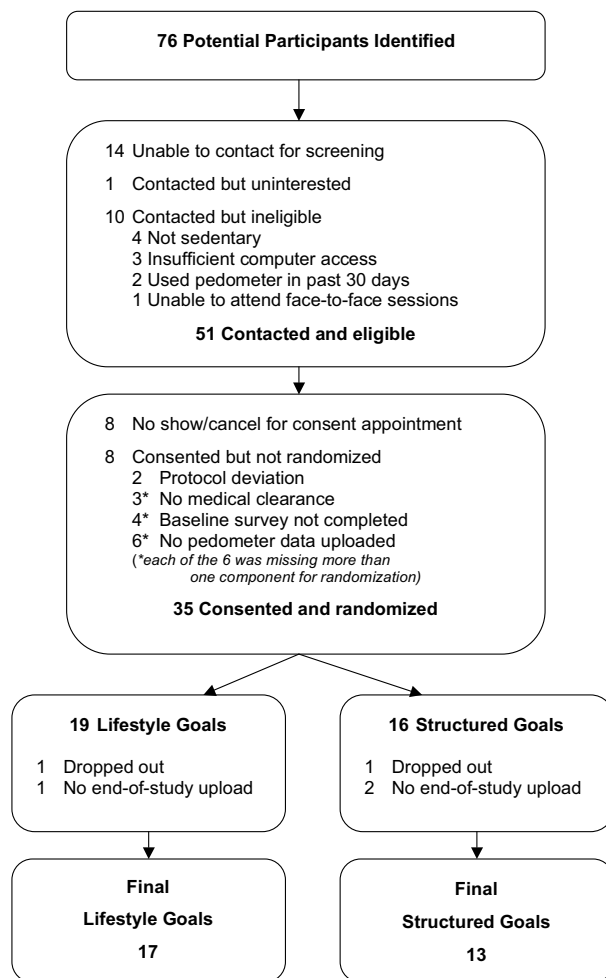 76 Potential Participants Identified
14 Unable to contact for screening
1 Contacted but uninterested
10 Contacted but ineligible
4 Not sedentary
3 Insufficient computer access
2 Used pedometer in past 30 days
1 Unable to attend face-to-face sessions
51 Contacted and eligible
8 No show/cancel for consent appointment
8 Consented but not randomized
2 Protocol deviation
3* No medical clearance
4* Baseline survey not completed
6* No pedometer data uploaded
(*each of the 6 was missing more than
one component for randomization)
35 Consented and randomized
19 Lifestyle Goals
1 Dropped out
1 No end-of-study upload
16 Structured Goals
1 Dropped out
2 No end-of-study upload
Final
Lifestyle Goals
17
Final
Structured Goals
13